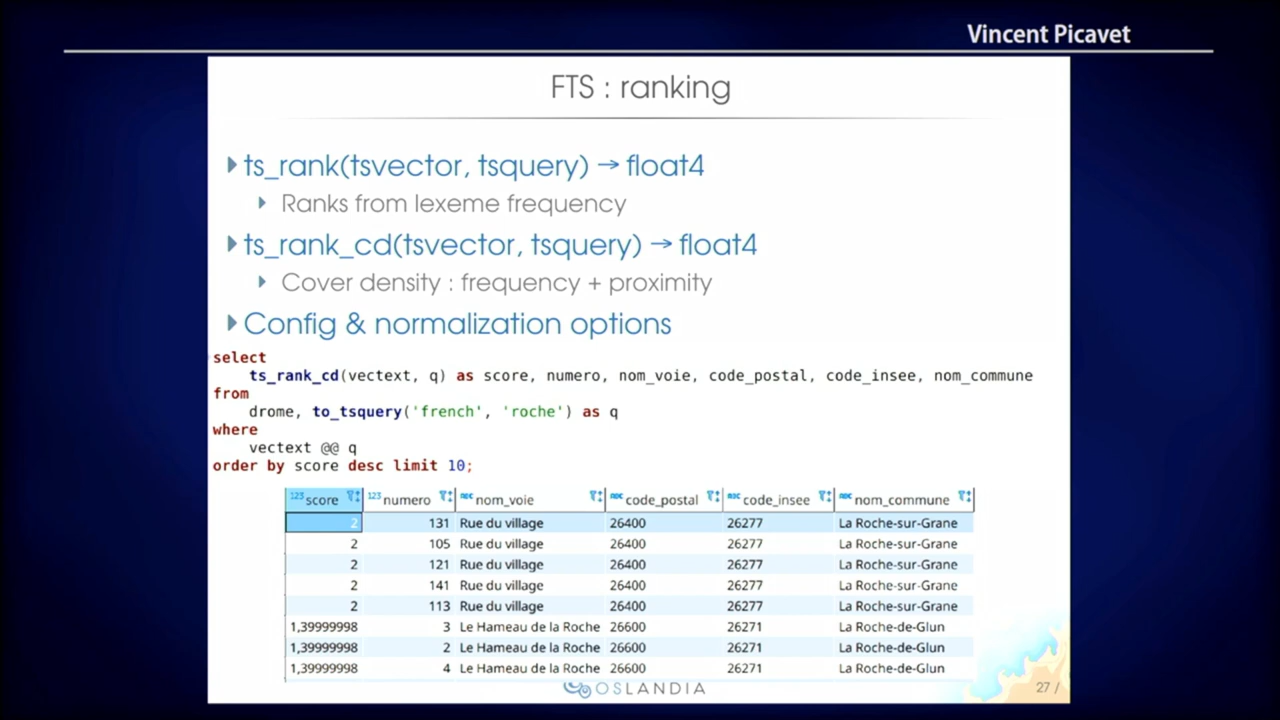 Vincent Picavet
FTS : ranking
ts_rank(tsvector, tsquery) → float4
Ranks from lexeme frequency
ts_rank_cd(tsvector, tsquery) → float4
Cover density : frequency + proximity
Config & normalization options
select
ts_rank_cd(vectext, q) as score, numero, nom_voie, code_postal, code_insee, nom_commune
from
drome, to_tsquery('french', 'roche') as q
where
vectext @@ q
order by score desc limit 10;
123 score 123 numero ABC nom_voie ABC code_postal ABC code_insee ABC nom_commune
2 131 Rue du village 26400 26277 La Roche-sur-Grane
2 105 Rue du village 26400 26277 La Roche-sur-Grane
2 121 Rue du village 26400 26277 La Roche-sur-Grane
2 141 Rue du village 26400 26277 La Roche-sur-Grane
2 113 Rue du village 26400 26277 La Roche-sur-Grane
1,39999998 3 Le Hameau de la Roche 26600 26271 La Roche-de-Glun
1,39999998 2 Le Hameau de la Roche 26600 26271 La Roche-de-Glun
1,39999998 4 Le Hameau de la Roche 26600 26271 La Roche-de-Glun
OSLANDIA
27 /